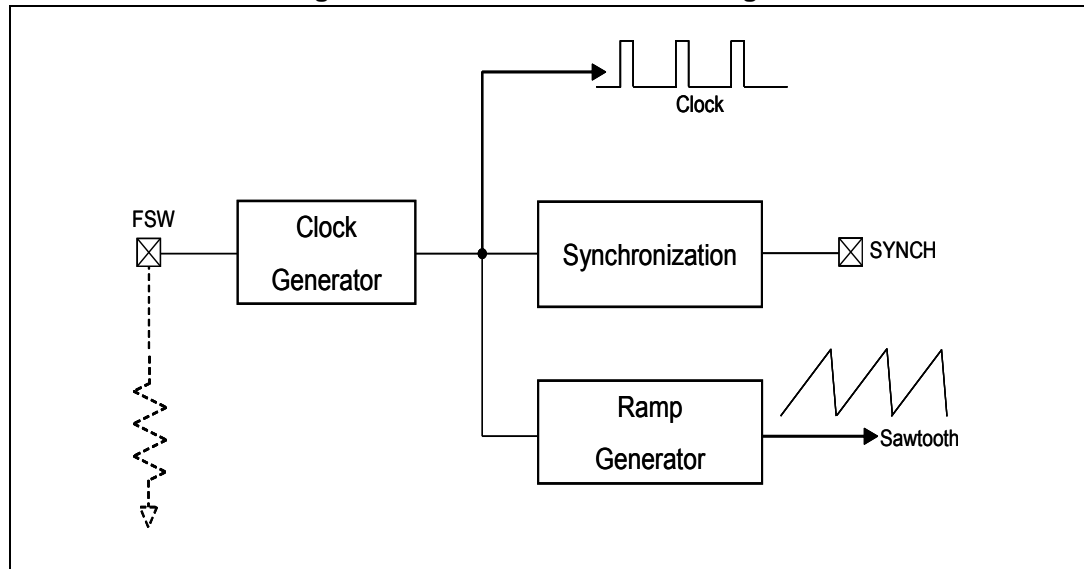 Clock
FSW
Clock
Generator
Synchronization
SYNCH
Ramp
Generator
Sawtooth